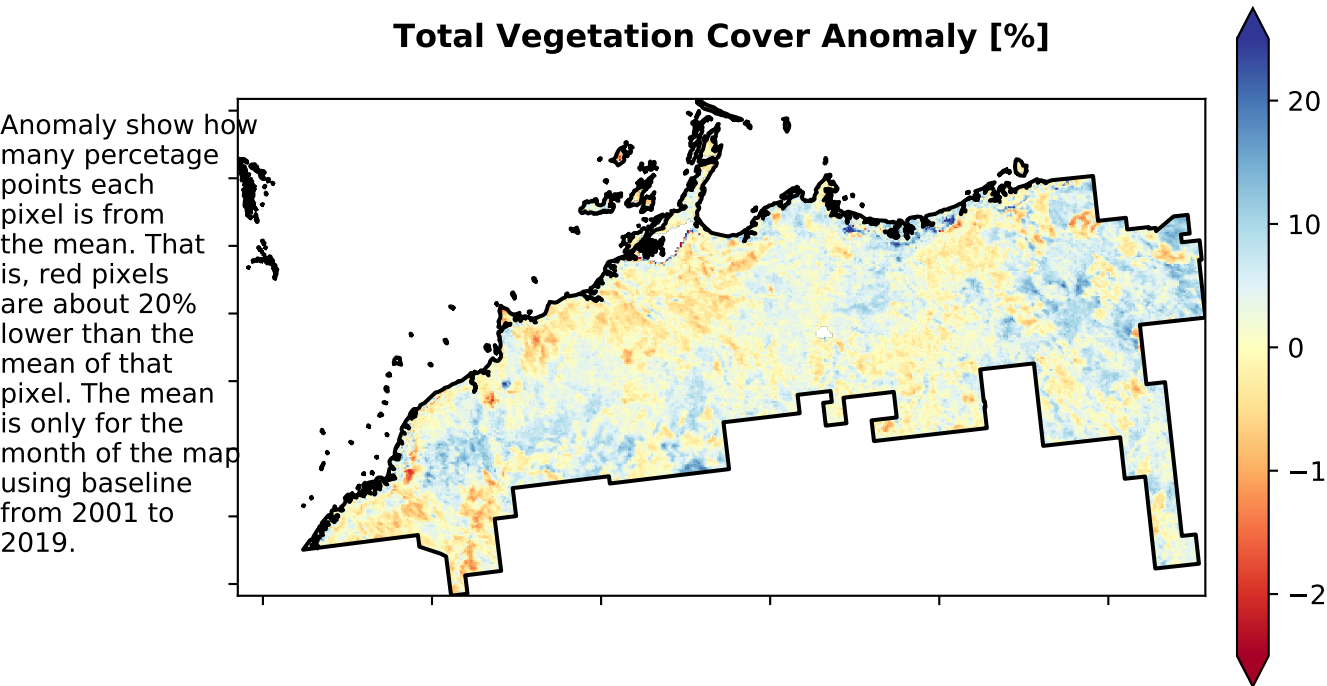 Total Vegetation Cover Anomaly [%]
Anomaly show how
many percetage
points each
pixel is from
the mean. That
is, red pixels
are about 20%
lower than the
mean of that
pixel. The mean
is only for the
month of the map
using baseline
from 2001 to
2019.
20
10
0
−1
−2